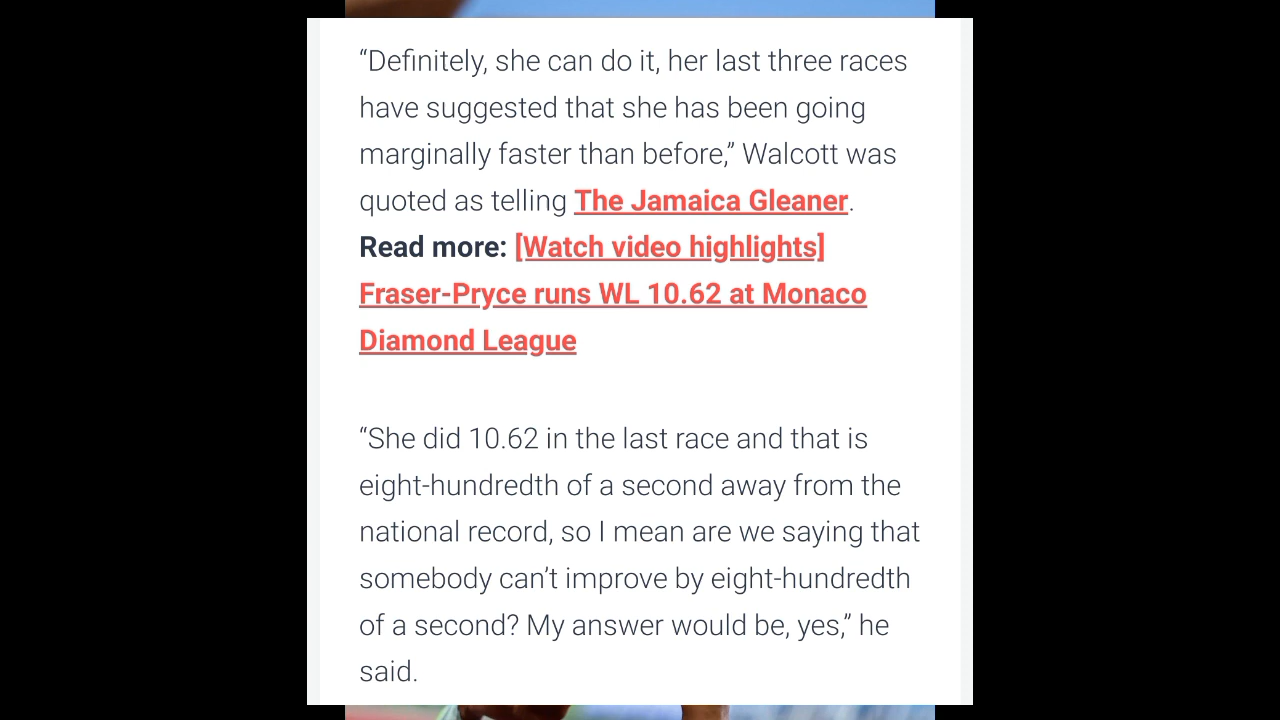 “Definitely, she can do it, her last three races
have suggested that she has been going
marginally faster than before,” Walcott was
quoted as telling The Jamaica Gleaner.
Read more: [Watch video highlights]
Fraser-Pryce runs WL 10.62 at Monaco
Diamond League
“She did 10.62 in the last race and that is
eight-hundredth of a second away from the
national record, so I mean are we saying that
somebody can’t improve by eight-hundredth
of a second? My answer would be, yes,” he
said.